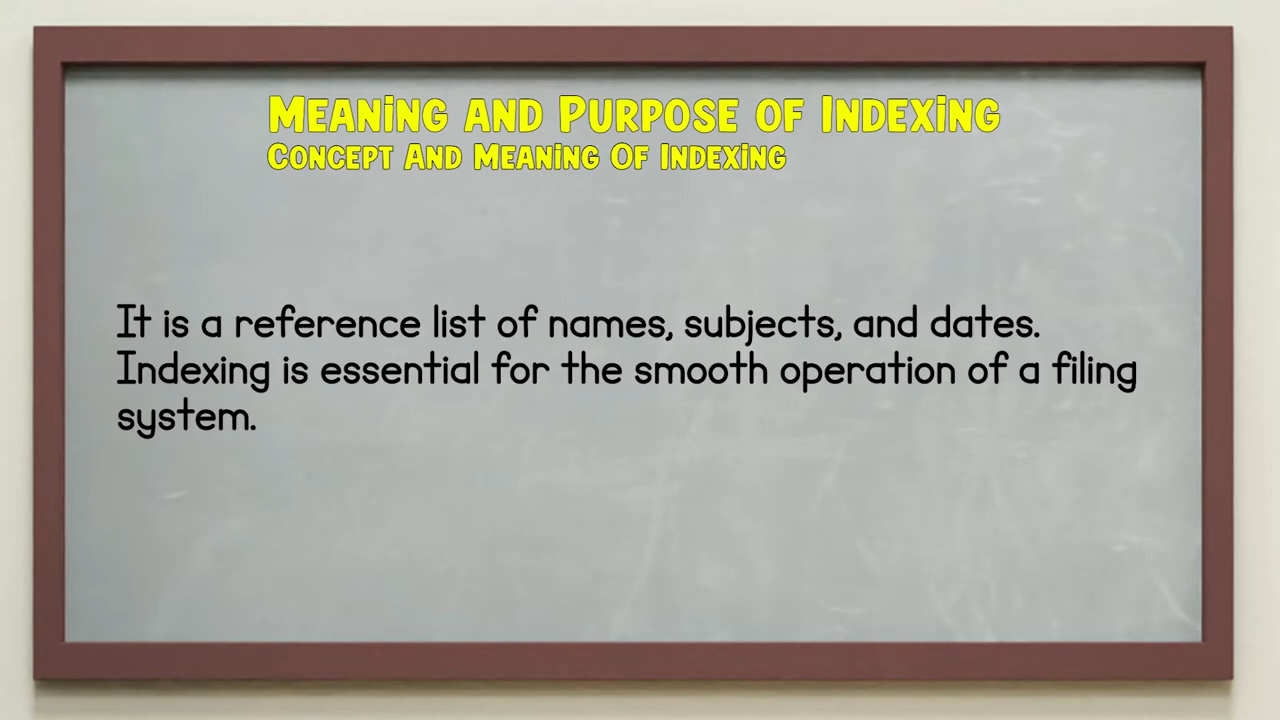 Meaning and Purpose of Indexing
Concept And Meaning Of Indexing
It is a reference list of names, subjects, and dates.
Indexing is essential for the smooth operation of a filing
system.